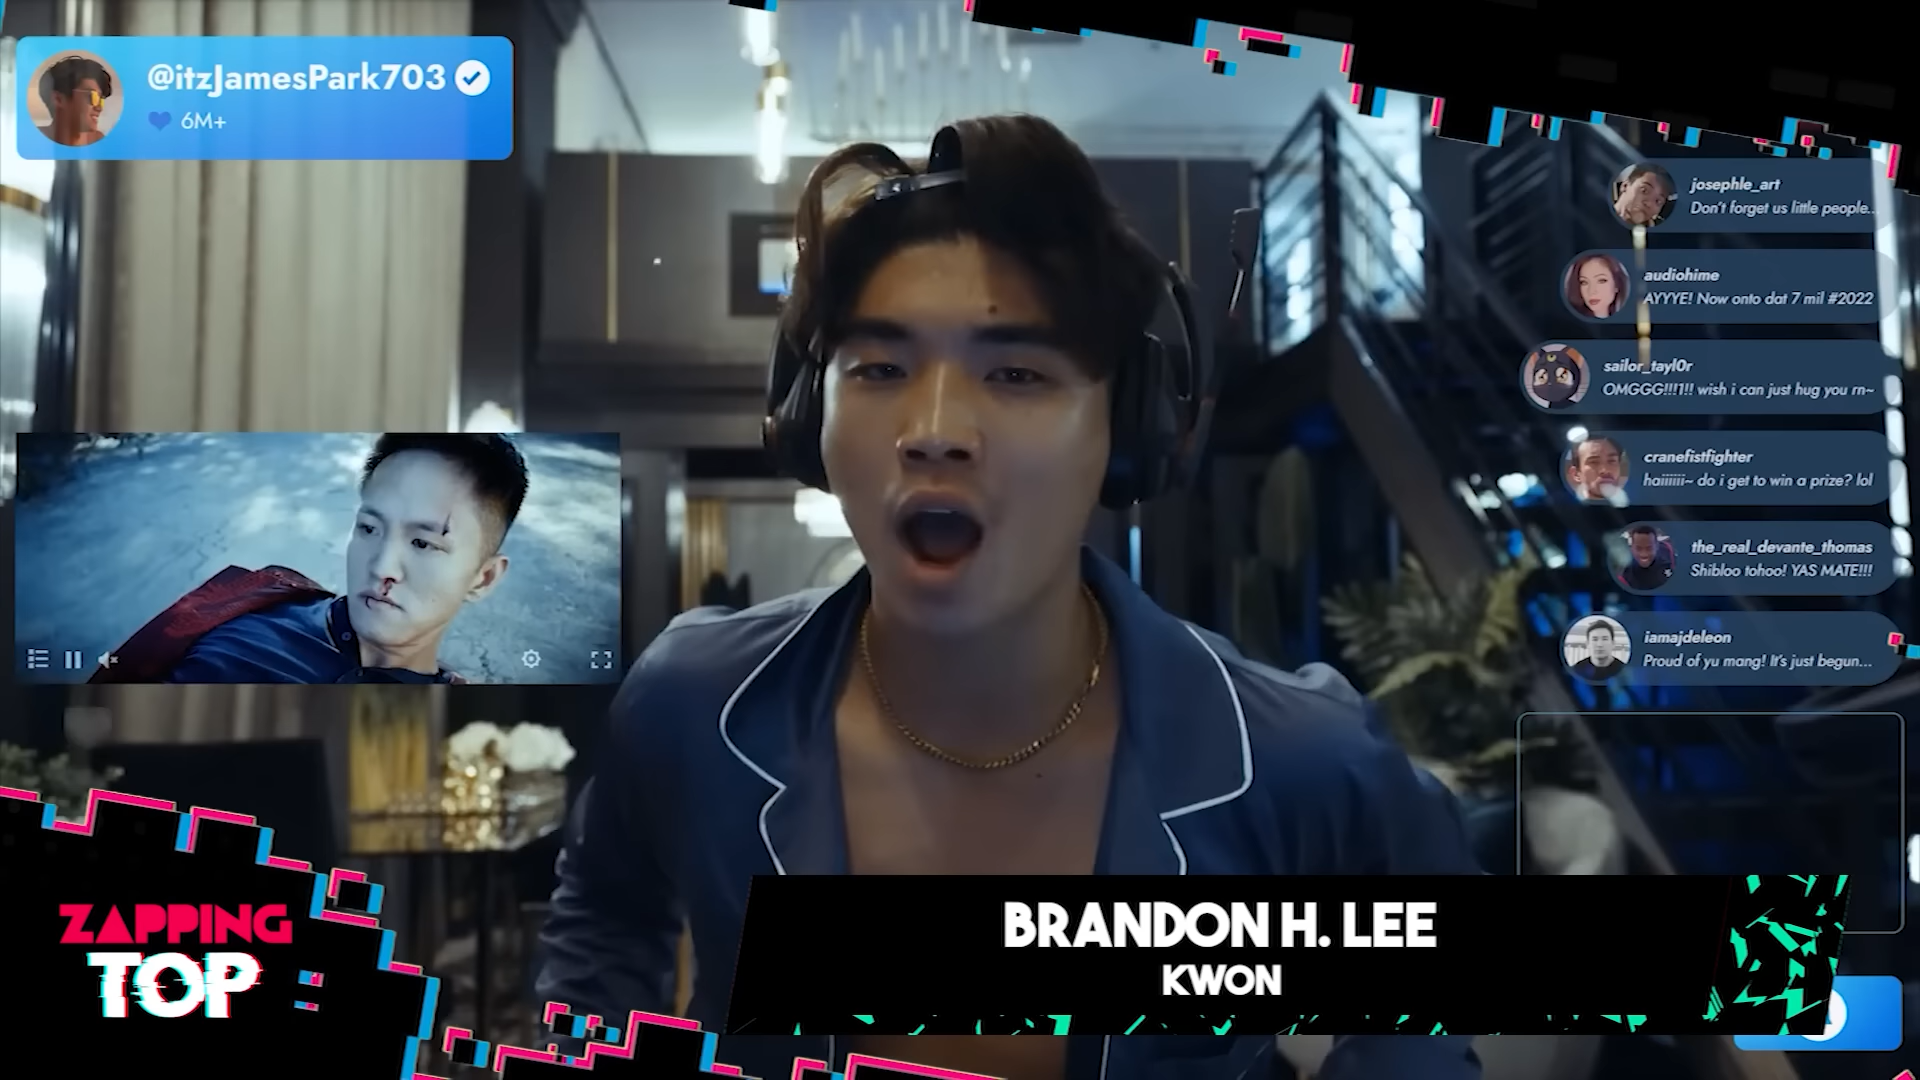 @itzJamesPark703
6M+
josephle_art
Don't forget us little people...
audiohime
AYYYE! Now onto dat 7 mil #2022
sailor_tayl0r
OMGGG!!!1!! wish i can just hug you rn~
cranefistfighter
haiiiiii~ do i get to win a prize? lol
the_real_devante_thomas
Shibloo tohoo! YAS MATE!!!
iamajdeleon
Proud of yu mang! It's just begun...
ZAPPING
TOP
BRANDON H. LEE
KWON